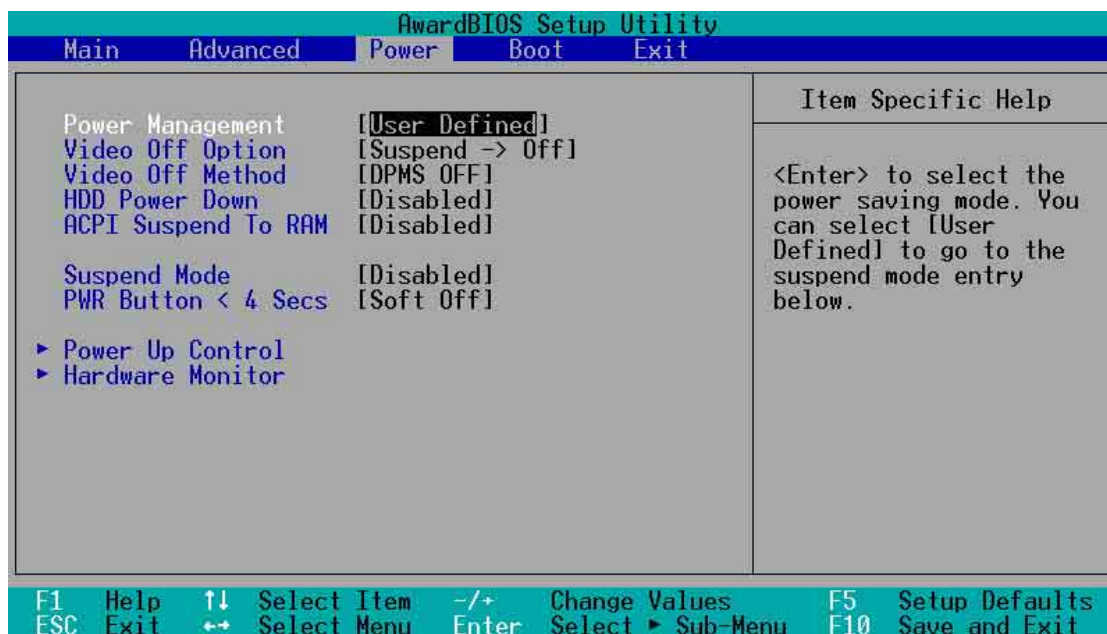 AwardBIOS Setup Utility
Main Advanced Power Boot Exit
Power Management [User Defined]
Video Off Option [Suspend -> Off]
Video Off Method [DPMS OFF]
HDD Power Down [Disabled]
ACPI Suspend To RAM [Disabled]
Suspend Mode [Disabled]
PWR Button < 4 Secs [Soft Off]
► Power Up Control
► Hardware Monitor
Item Specific Help
<Enter> to select the
power saving mode. You
can select [User
Defined] to go to the
suspend mode entry
below.
F1 Help ↑↓ Select Item -/+ Change Values F5 Setup Defaults
ESC Exit ←→ Select Menu Enter Select ► Sub-Menu F10 Save and Exit